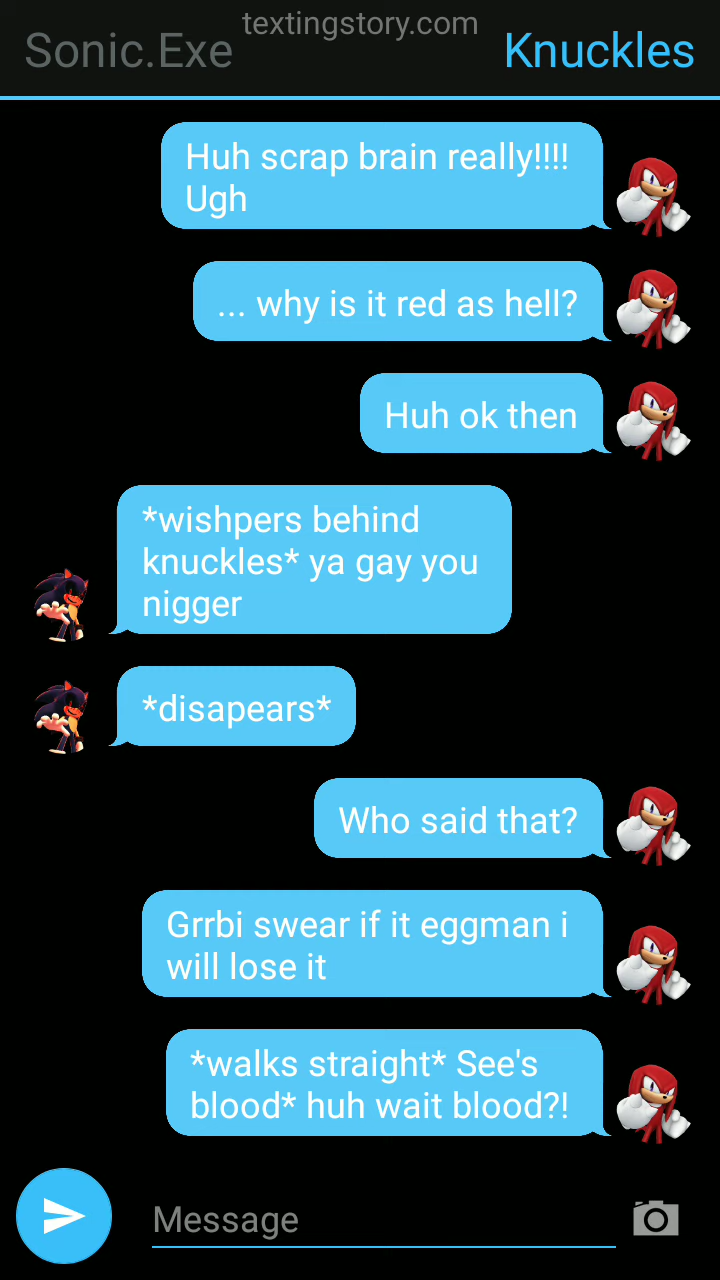 textingstory.com
Sonic.Exe
Knuckles
Huh scrap brain really!!!!
Ugh
... why is it red as hell?
Huh ok then
*wishpers behind
knuckles* ya gay you
nigger
*disapears*
Who said that?
Grrbi swear if it eggman i
will lose it
*walks straight* See's
blood* huh wait blood?!
Message